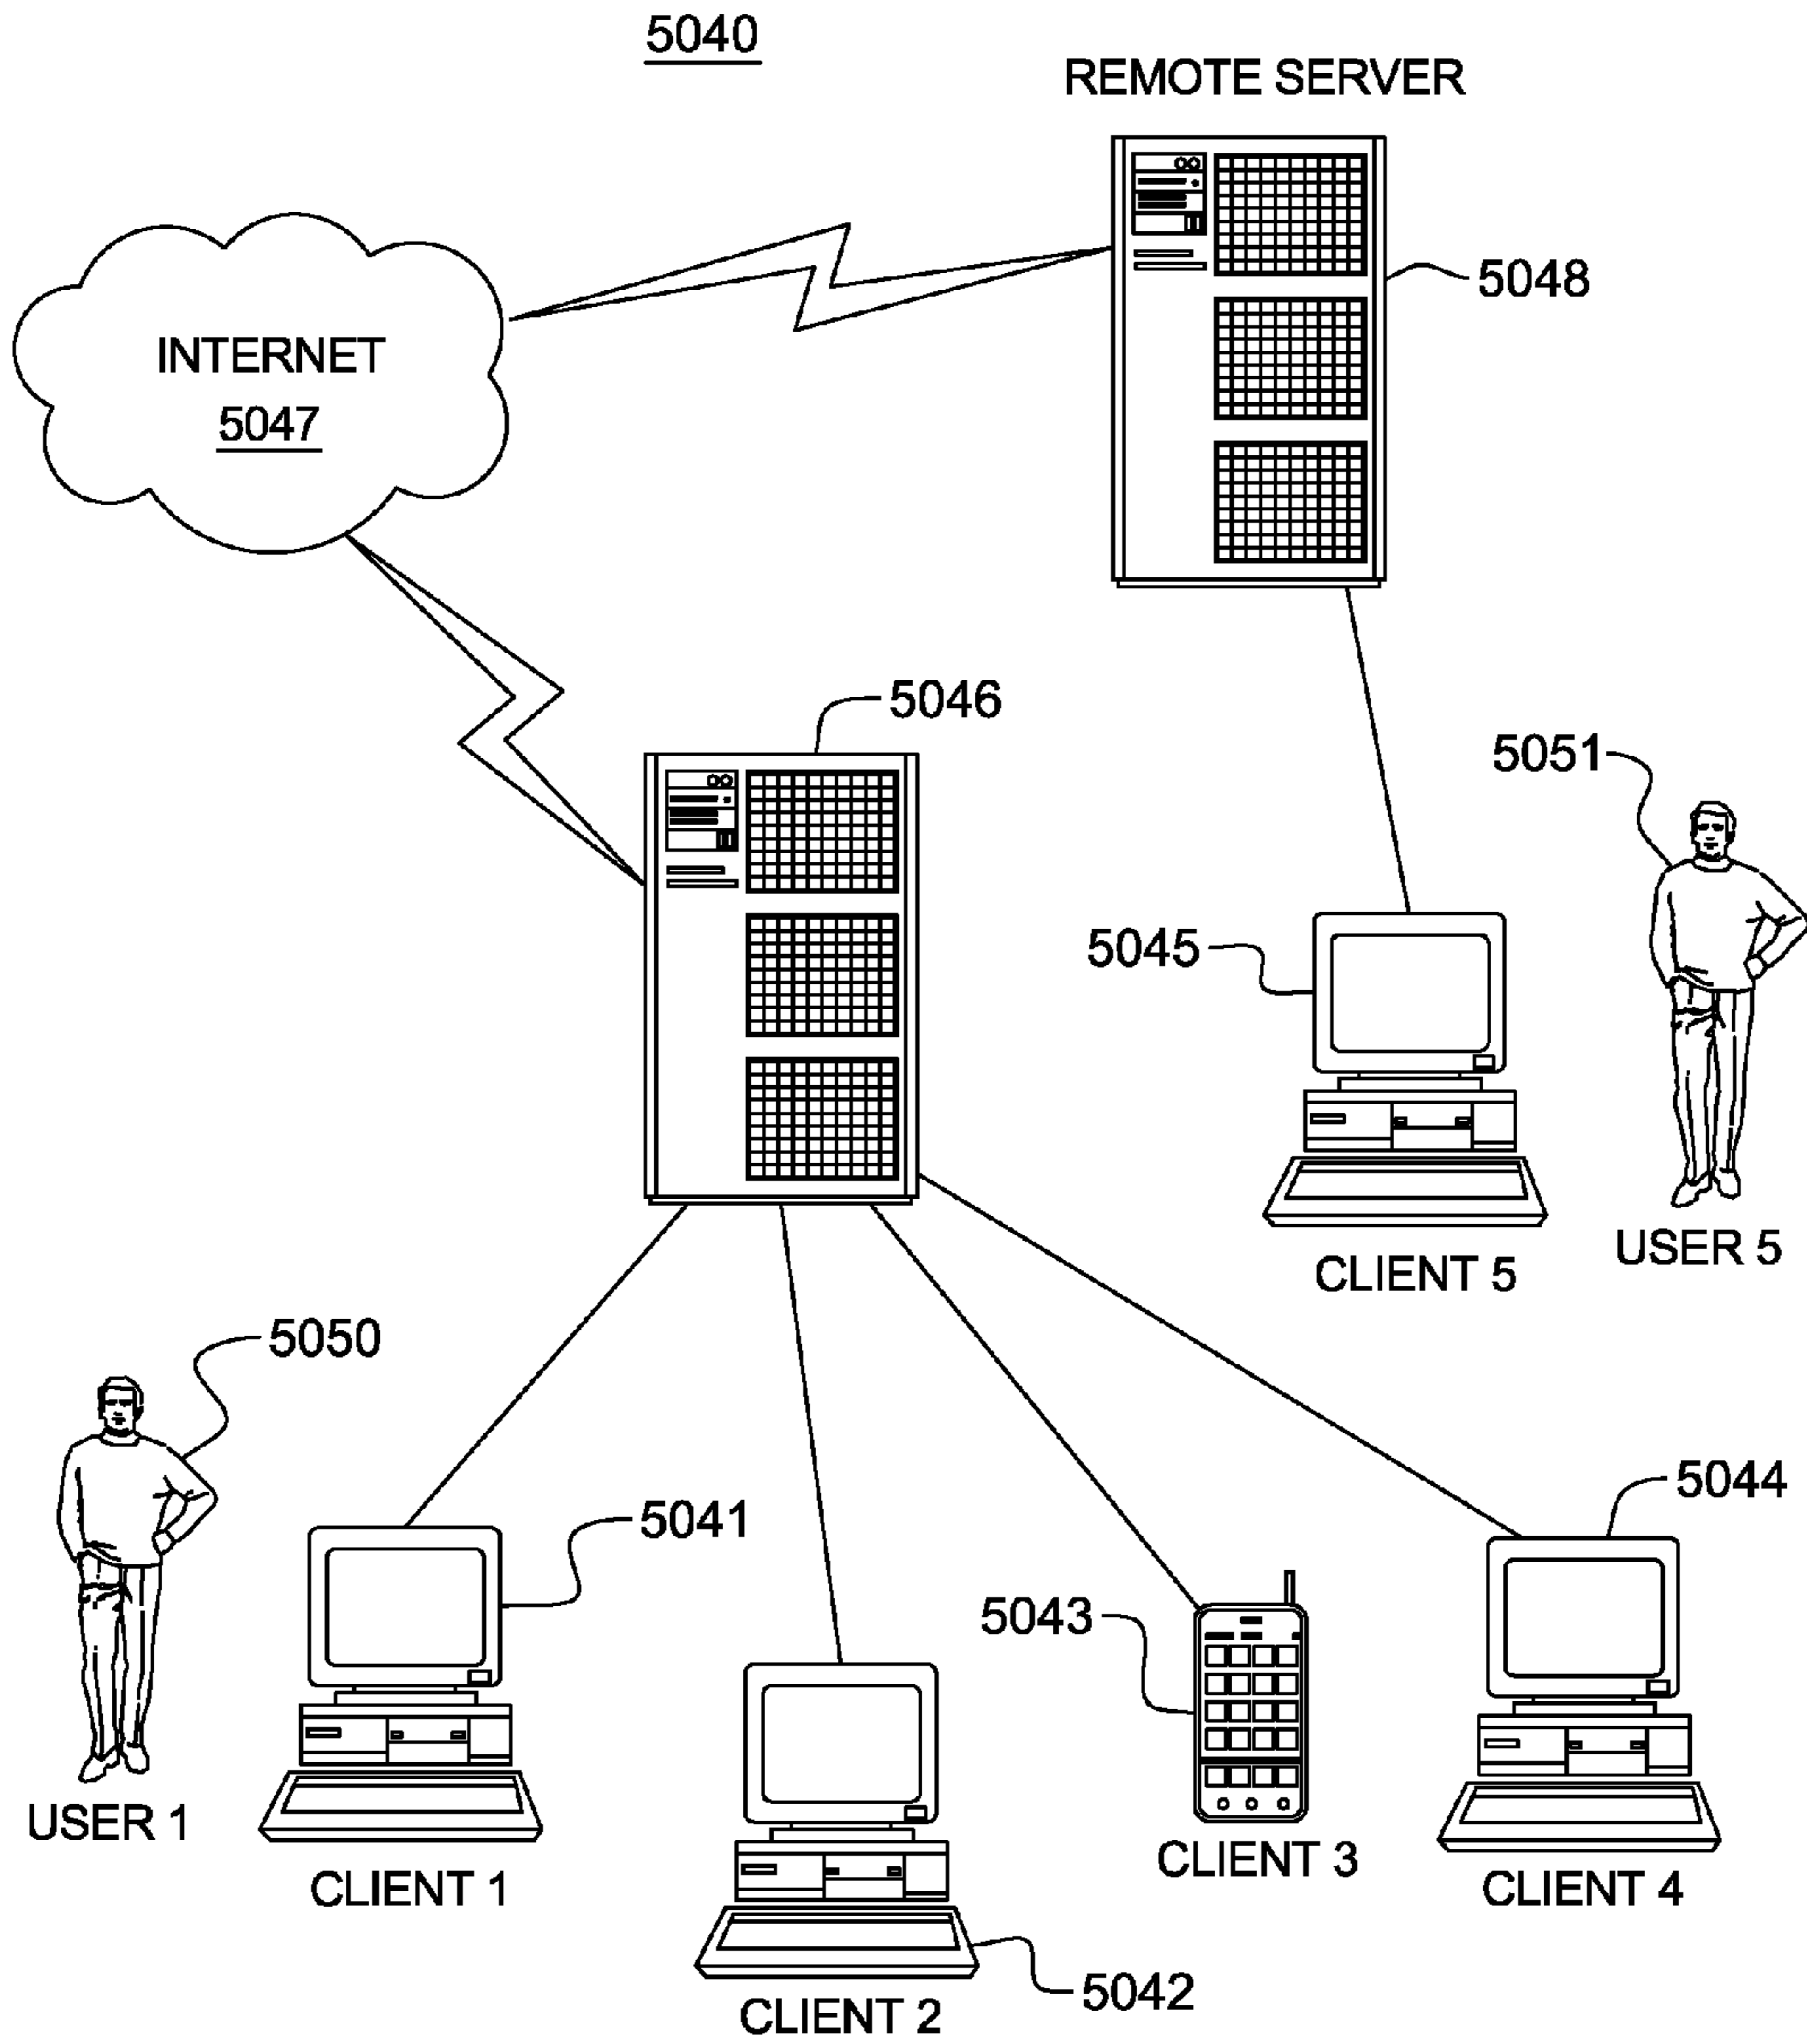 5040
REMOTE SERVER
5048
INTERNET
5047
5046
5051
5045
USER 5
CLIENT 5
5050
5044
5041
5043
USER 1
CLIENT 3
CLIENT 1
CLIENT 4
5042
CLIENT 2